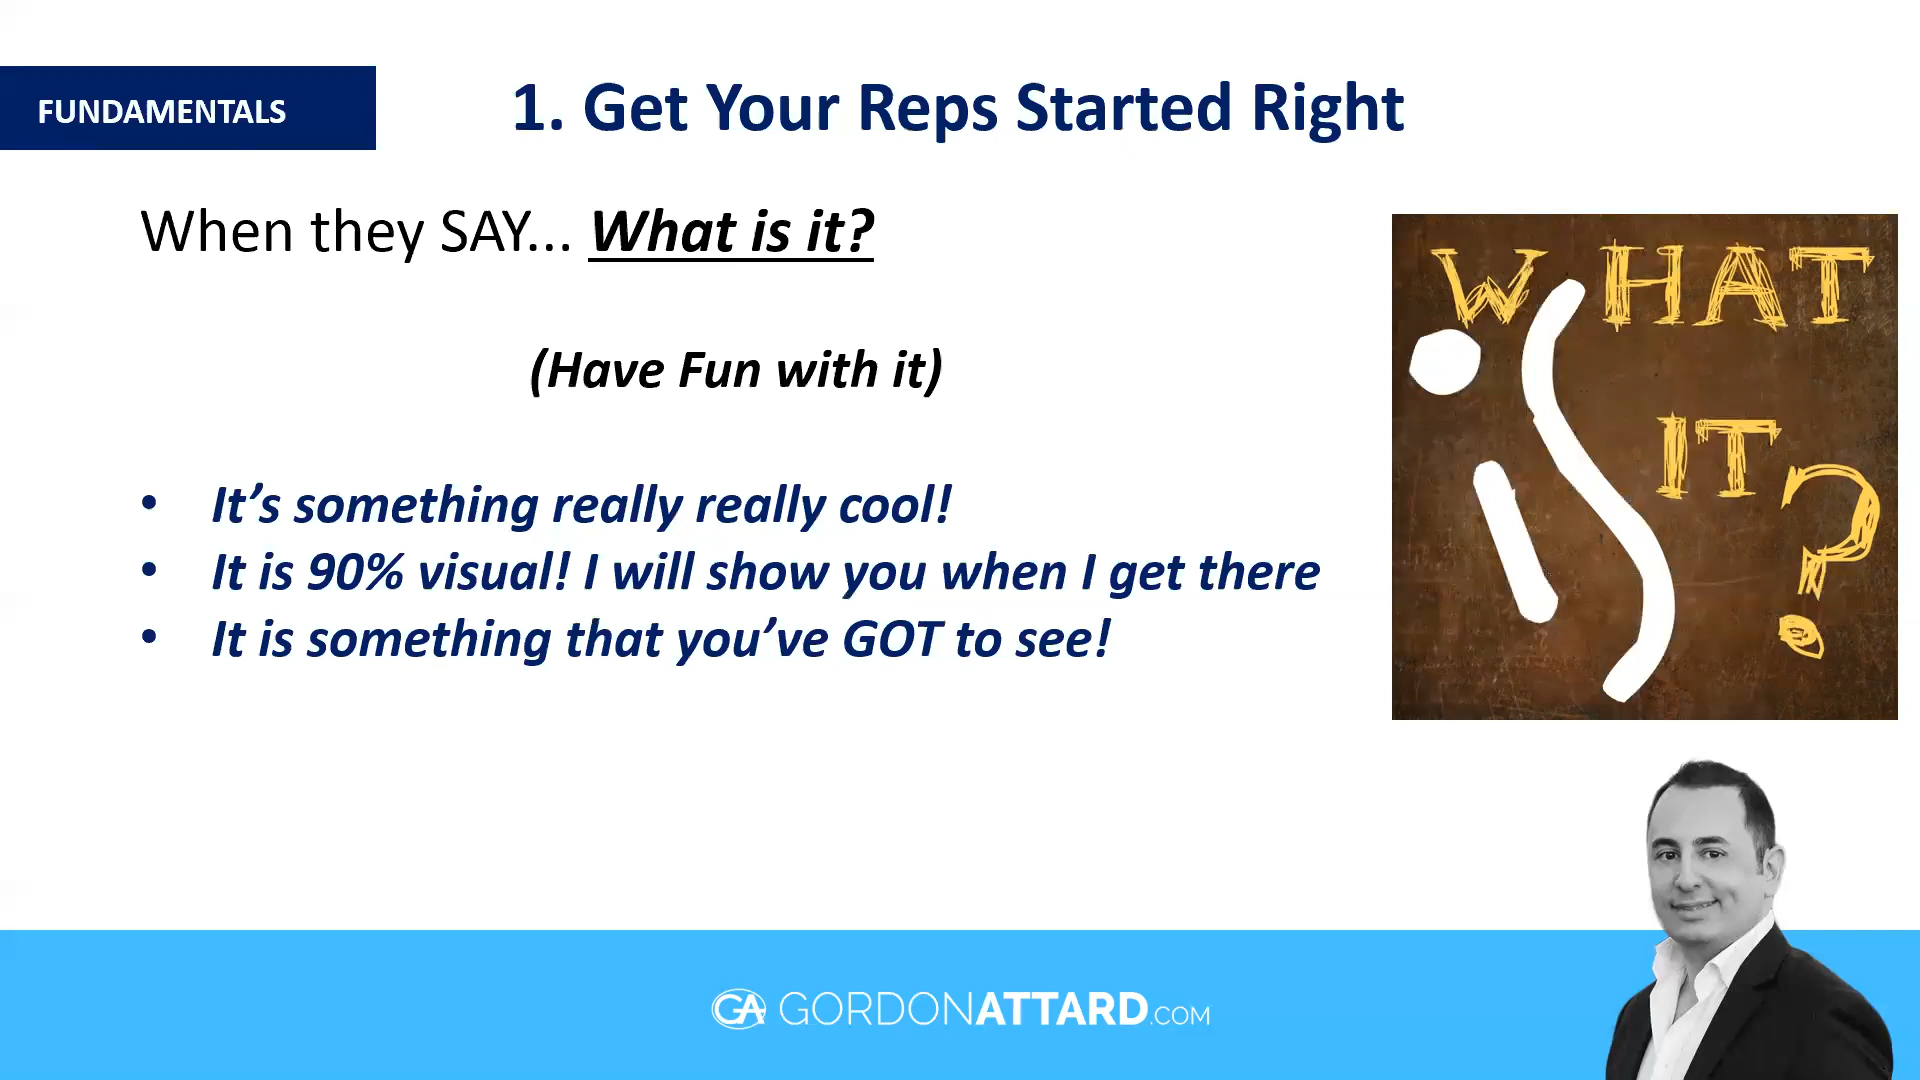 FUNDAMENTALS
1. Get Your Reps Started Right
When they SAY... What is it?
(Have Fun with it)
• It’s something really really cool!
• It is 90% visual! I will show you when I get there
• It is something that you’ve GOT to see!
WHAT
is
IT?
GA GORDONATTARD.COM